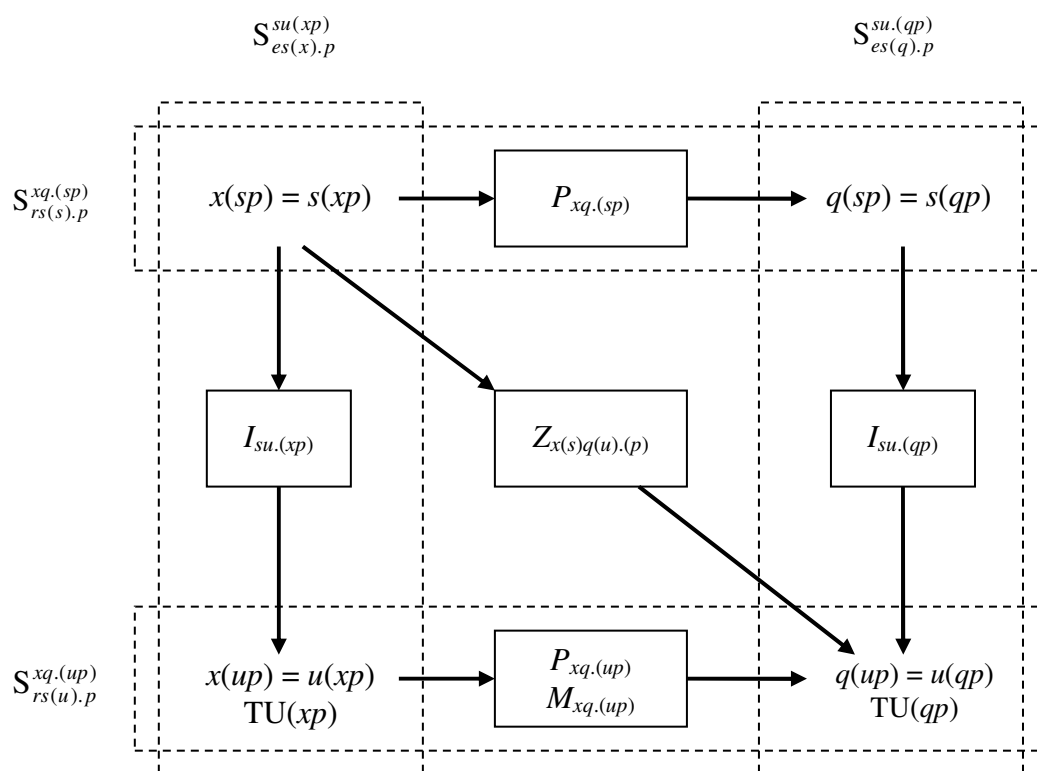 S^{su(xp)}_{es(x).p}
S^{su.(qp)}_{es(q).p}
S^{xq.(sp)}_{rs(s).p}
x(sp) = s(xp)
P_{xq.(sp)}
q(sp) = s(qp)
I_{su.(xp)}
Z_{x(s)q(u).(p)}
I_{su.(qp)}
S^{xq.(up)}_{rs(u).p}
x(up) = u(xp)
TU(xp)
P_{xq.(up)}
M_{xq.(up)}
q(up) = u(qp)
TU(qp)